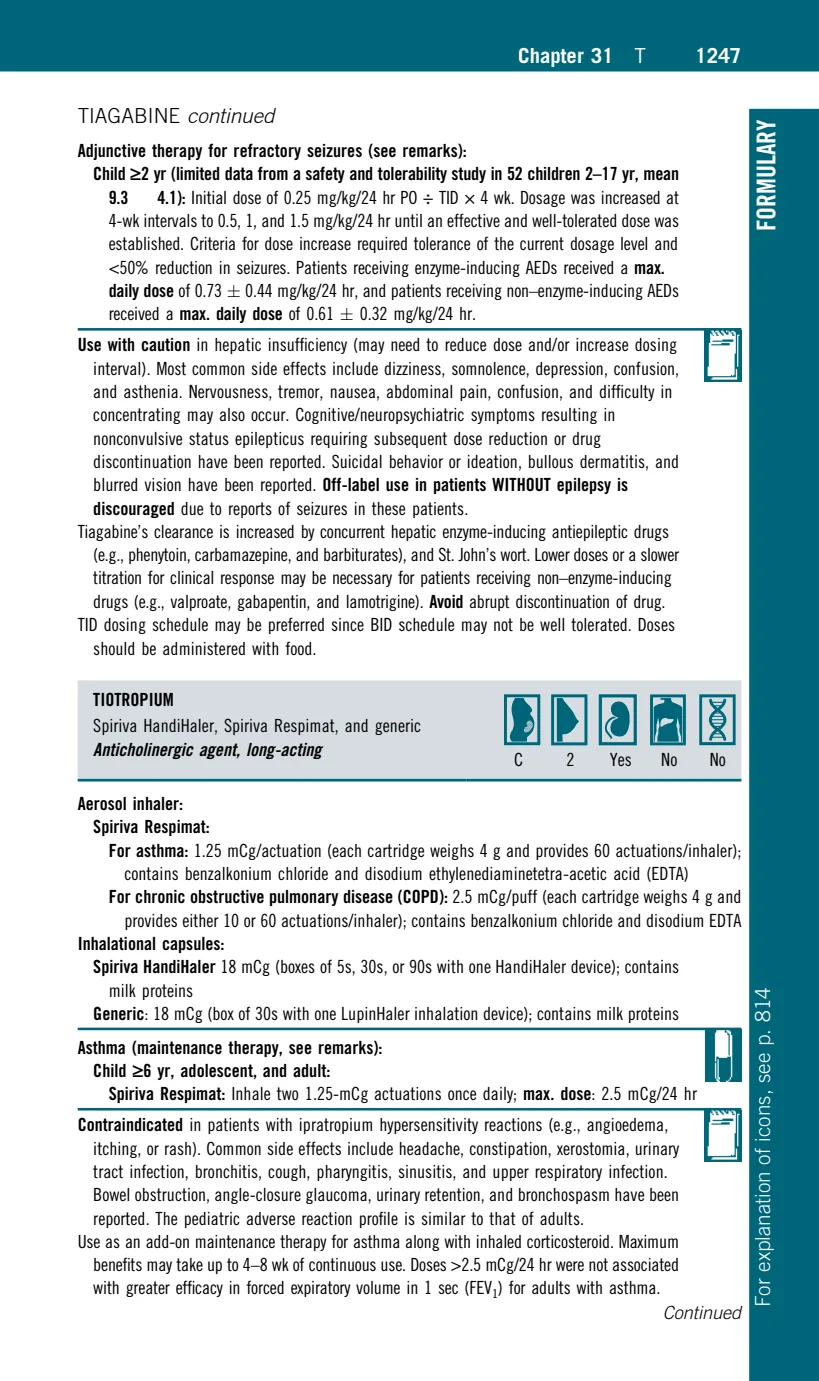 Chapter 31 T 1247
TIAGABINE continued
Adjunctive therapy for refractory seizures (see remarks):
Child ≥2 yr (limited data from a safety and tolerability study in 52 children 2–17 yr, mean
9.3 4.1): Initial dose of 0.25 mg/kg/24 hr PO ÷ TID × 4 wk. Dosage was increased at
4-wk intervals to 0.5, 1, and 1.5 mg/kg/24 hr until an effective and well-tolerated dose was
established. Criteria for dose increase required tolerance of the current dosage level and
<50% reduction in seizures. Patients receiving enzyme-inducing AEDs received a max.
daily dose of 0.73 ± 0.44 mg/kg/24 hr, and patients receiving non–enzyme-inducing AEDs
received a max. daily dose of 0.61 ± 0.32 mg/kg/24 hr.
Use with caution in hepatic insufficiency (may need to reduce dose and/or increase dosing
interval). Most common side effects include dizziness, somnolence, depression, confusion,
and asthenia. Nervousness, tremor, nausea, abdominal pain, confusion, and difficulty in
concentrating may also occur. Cognitive/neuropsychiatric symptoms resulting in
nonconvulsive status epilepticus requiring subsequent dose reduction or drug
discontinuation have been reported. Suicidal behavior or ideation, bullous dermatitis, and
blurred vision have been reported. Off-label use in patients WITHOUT epilepsy is
discouraged due to reports of seizures in these patients.
Tiagabine's clearance is increased by concurrent hepatic enzyme-inducing antiepileptic drugs
(e.g., phenytoin, carbamazepine, and barbiturates), and St. John's wort. Lower doses or a slower
titration for clinical response may be necessary for patients receiving non–enzyme-inducing
drugs (e.g., valproate, gabapentin, and lamotrigine). Avoid abrupt discontinuation of drug.
TID dosing schedule may be preferred since BID schedule may not be well tolerated. Doses
should be administered with food.
TIOTROPIUM
Spiriva HandiHaler, Spiriva Respimat, and generic
Anticholinergic agent, long-acting
C 2 Yes No No
Aerosol inhaler:
Spiriva Respimat:
For asthma: 1.25 mCg/actuation (each cartridge weighs 4 g and provides 60 actuations/inhaler);
contains benzalkonium chloride and disodium ethylenediaminetetra-acetic acid (EDTA)
For chronic obstructive pulmonary disease (COPD): 2.5 mCg/puff (each cartridge weighs 4 g and
provides either 10 or 60 actuations/inhaler); contains benzalkonium chloride and disodium EDTA
Inhalational capsules:
Spiriva HandiHaler 18 mCg (boxes of 5s, 30s, or 90s with one HandiHaler device); contains
milk proteins
Generic: 18 mCg (box of 30s with one LupinHaler inhalation device); contains milk proteins
Asthma (maintenance therapy, see remarks):
Child ≥6 yr, adolescent, and adult:
Spiriva Respimat: Inhale two 1.25-mCg actuations once daily; max. dose: 2.5 mCg/24 hr
Contraindicated in patients with ipratropium hypersensitivity reactions (e.g., angioedema,
itching, or rash). Common side effects include headache, constipation, xerostomia, urinary
tract infection, bronchitis, cough, pharyngitis, sinusitis, and upper respiratory infection.
Bowel obstruction, angle-closure glaucoma, urinary retention, and bronchospasm have been
reported. The pediatric adverse reaction profile is similar to that of adults.
Use as an add-on maintenance therapy for asthma along with inhaled corticosteroid. Maximum
benefits may take up to 4–8 wk of continuous use. Doses >2.5 mCg/24 hr were not associated
with greater efficacy in forced expiratory volume in 1 sec (FEV₁) for adults with asthma.
Continued
FORMULARY
For explanation of icons, see p. 814